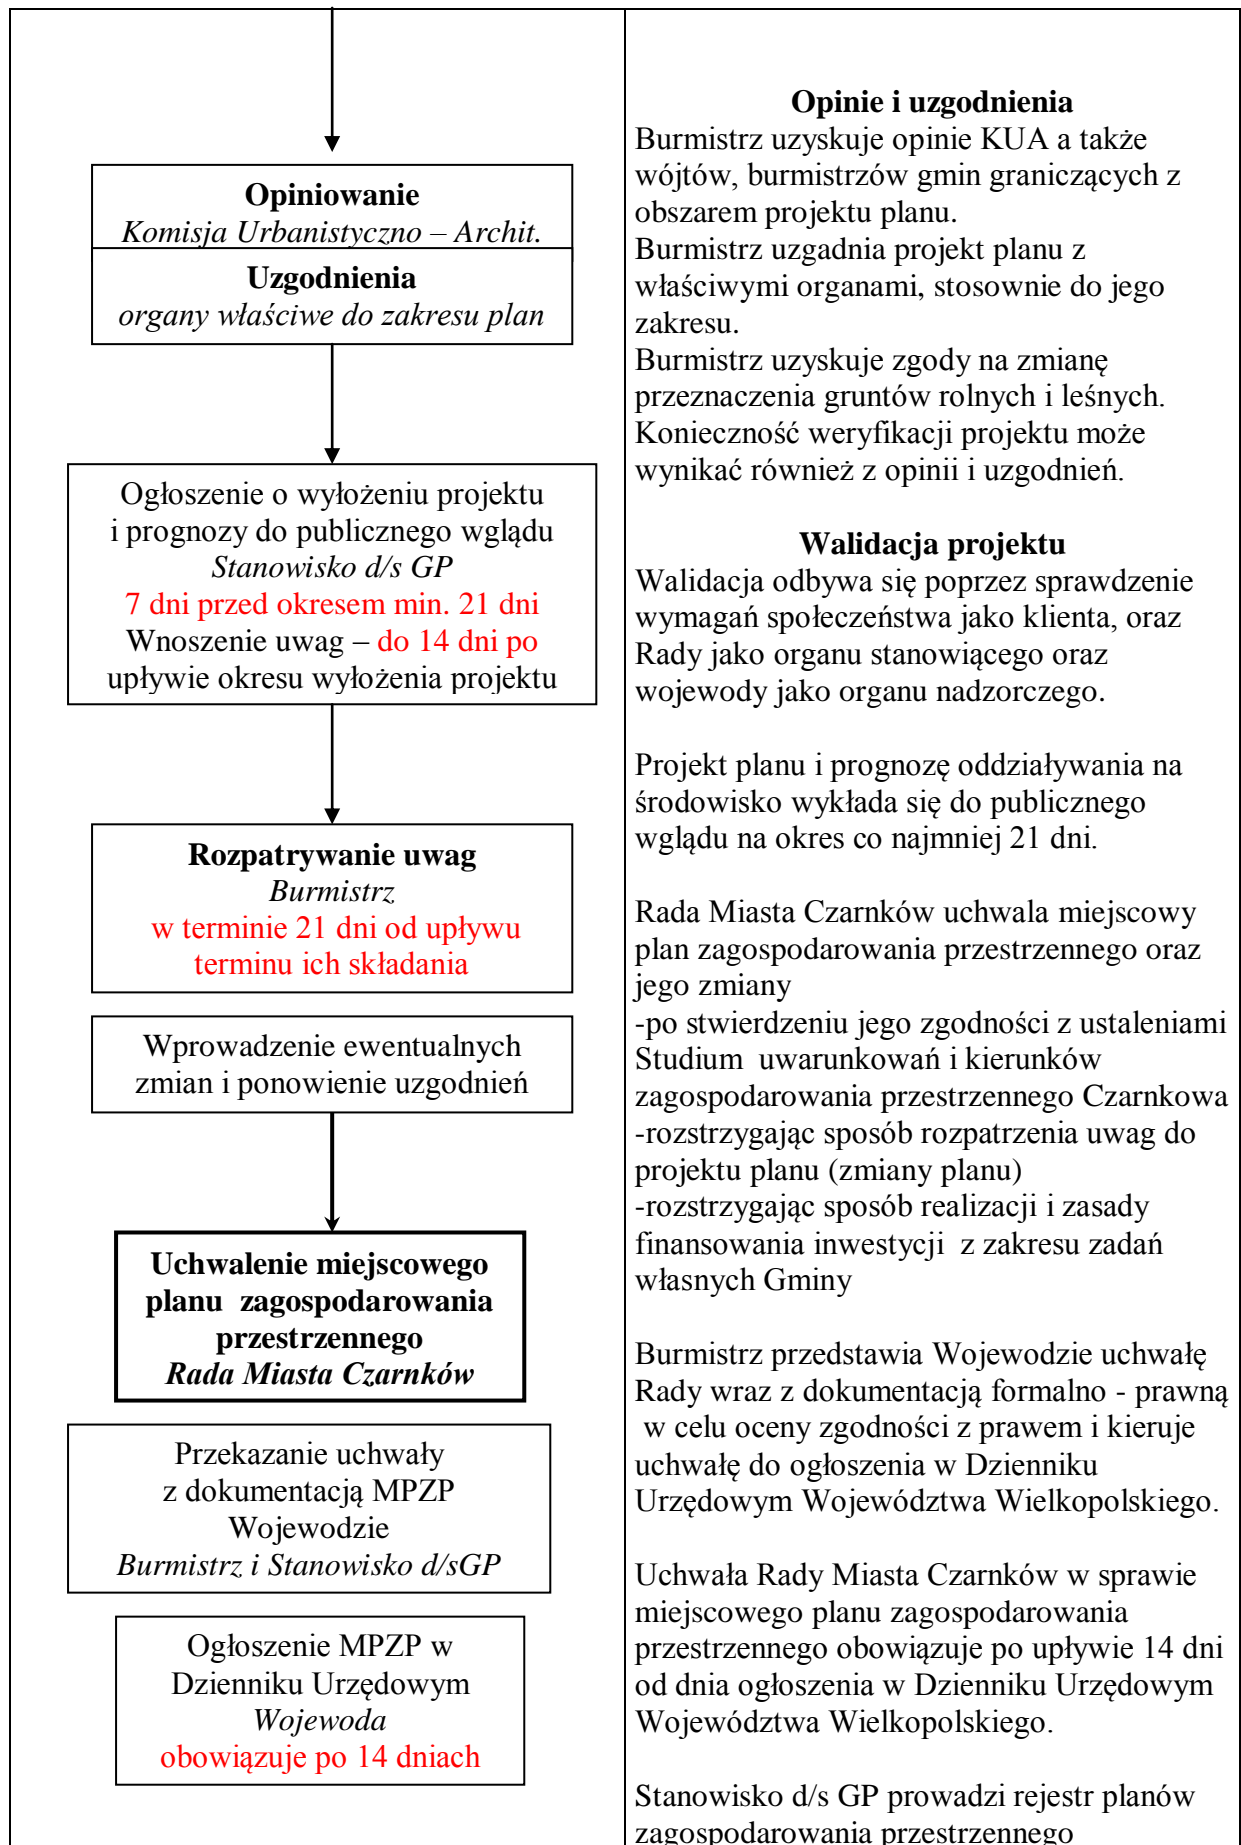 Opiniowanie
Komisja Urbanistyczno – Archit.
Uzgodnienia
organy właściwe do zakresu plan
Ogłoszenie o wyłożeniu projektu
i prognozy do publicznego wglądu
Stanowisko d/s GP
7 dni przed okresem min. 21 dni
Wnoszenie uwag – do 14 dni po
upływie okresu wyłożenia projektu
Rozpatrywanie uwag
Burmistrz
w terminie 21 dni od upływu
terminu ich składania
Wprowadzenie ewentualnych
zmian i ponowienie uzgodnień
Uchwalenie miejscowego
planu  zagospodarowania
przestrzennego
Rada Miasta Czarnków
Przekazanie uchwały
z dokumentacją MPZP
Wojewodzie
Burmistrz i Stanowisko d/sGP
Ogłoszenie MPZP w
Dzienniku Urzędowym
Wojewoda
obowiązuje po 14 dniach
Opinie i uzgodnienia
Burmistrz uzyskuje opinie KUA a także
wójtów, burmistrzów gmin graniczących z
obszarem projektu planu.
Burmistrz uzgadnia projekt planu z
właściwymi organami, stosownie do jego
zakresu.
Burmistrz uzyskuje zgody na zmianę
przeznaczenia gruntów rolnych i leśnych.
Konieczność weryfikacji projektu może
wynikać również z opinii i uzgodnień.
Walidacja projektu
Walidacja odbywa się poprzez sprawdzenie
wymagań społeczeństwa jako klienta, oraz
Rady jako organu stanowiącego oraz
wojewody jako organu nadzorczego.
Projekt planu i prognozę oddziaływania na
środowisko wykłada się do publicznego
wglądu na okres co najmniej 21 dni.
Rada Miasta Czarnków uchwala miejscowy
plan zagospodarowania przestrzennego oraz
jego zmiany
-po stwierdzeniu jego zgodności z ustaleniami
Studium  uwarunkowań i kierunków
zagospodarowania przestrzennego Czarnkowa
-rozstrzygając sposób rozpatrzenia uwag do
projektu planu (zmiany planu)
-rozstrzygając sposób realizacji i zasady
finansowania inwestycji  z zakresu zadań
własnych Gminy
Burmistrz przedstawia Wojewodzie uchwałę
Rady wraz z dokumentacją formalno - prawną
w celu oceny zgodności z prawem i kieruje
uchwałę do ogłoszenia w Dzienniku
Urzędowym Województwa Wielkopolskiego.
Uchwała Rady Miasta Czarnków w sprawie
miejscowego planu zagospodarowania
przestrzennego obowiązuje po upływie 14 dni
od dnia ogłoszenia w Dzienniku Urzędowym
Województwa Wielkopolskiego.
Stanowisko d/s GP prowadzi rejestr planów
zagospodarowania przestrzennego